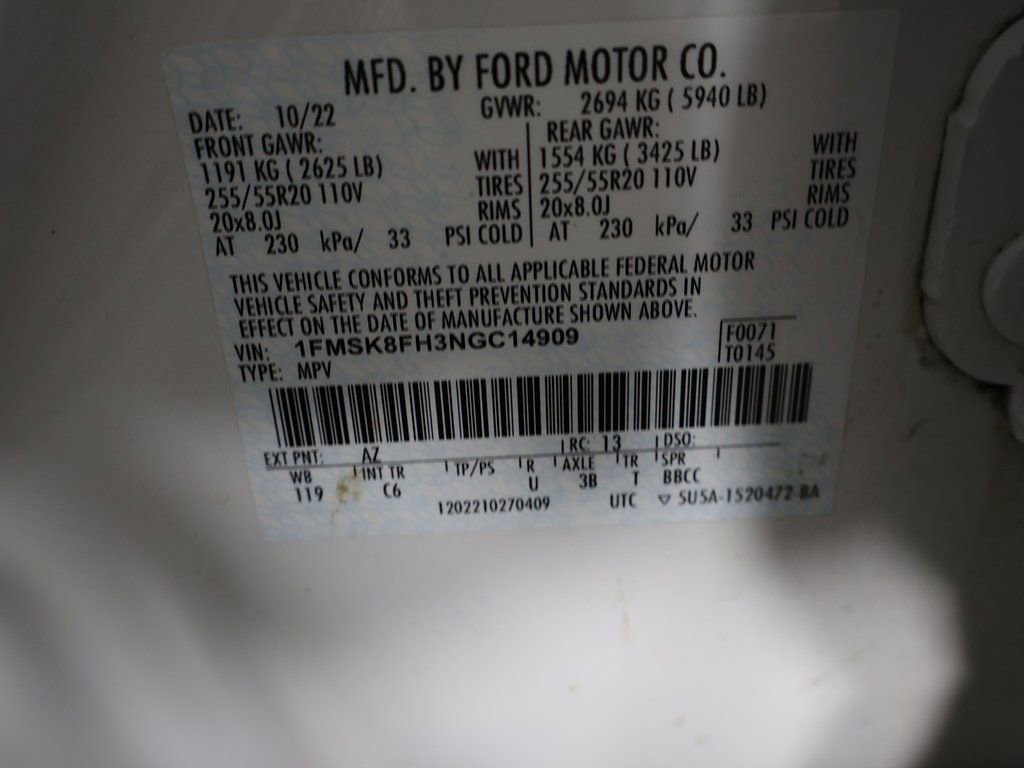 MFD. BY FORD MOTOR CO.
DATE: 10/22 GVWR: 2694 KG ( 5940 LB)
FRONT GAWR: REAR GAWR:
1191 KG ( 2625 LB) WITH 1554 KG ( 3425 LB) WITH
255/55R20 110V TIRES 255/55R20 110V TIRES
20x8.0J RIMS 20x8.0J RIMS
AT 230 kPa/ 33 PSI COLD AT 230 kPa/ 33 PSI COLD
THIS VEHICLE CONFORMS TO ALL APPLICABLE FEDERAL MOTOR
VEHICLE SAFETY AND THEFT PREVENTION STANDARDS IN
EFFECT ON THE DATE OF MANUFACTURE SHOWN ABOVE.
VIN: 1FMSK8FH3NGC14909 F0071
TYPE: MPV T0145
EXT PNT: AZ RC: 13 DSO:
WB INT TR TP/PS R AXLE TR SPR
119 C6 U 3B T BBCC
1202210270409 UTC ▽ SU5A-1520472-BA